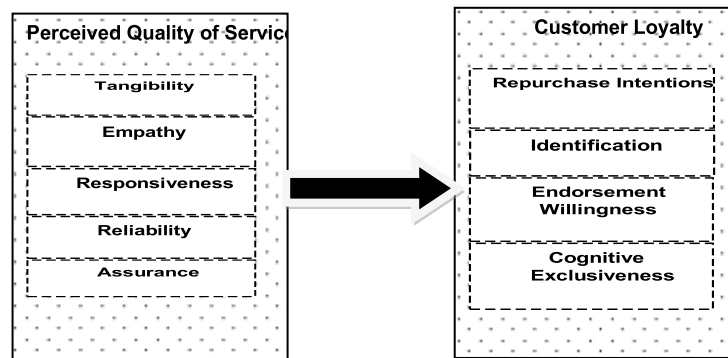 Perceived Quality of Servic
Tangibility
Empathy
Responsiveness
Reliability
Assurance
Customer Loyalty
Repurchase Intentions
Identification
Endorsement
Willingness
Cognitive
Exclusiveness